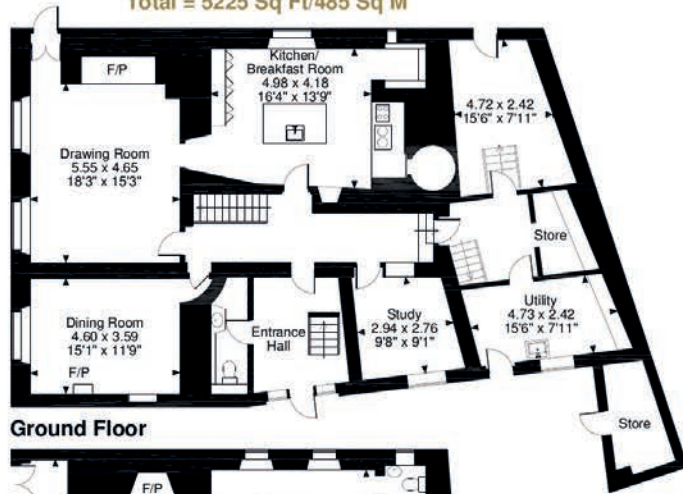 Total = 5225 Sq Ft/485 Sq M
F/P
Kitchen/
Breakfast Room
4.98 x 4.18
16'4" x 13'9"
4.72 x 2.42
15'6" x 7'11"
Drawing Room
5.55 x 4.65
18'3" x 15'3"
Store
Dining Room
4.60 x 3.59
15'1" x 11'9"
F/P
Entrance
Hall
Study
2.94 x 2.76
9'8" x 9'1"
Utility
4.73 x 2.42
15'6" x 7'11"
Store
Ground Floor
F/P